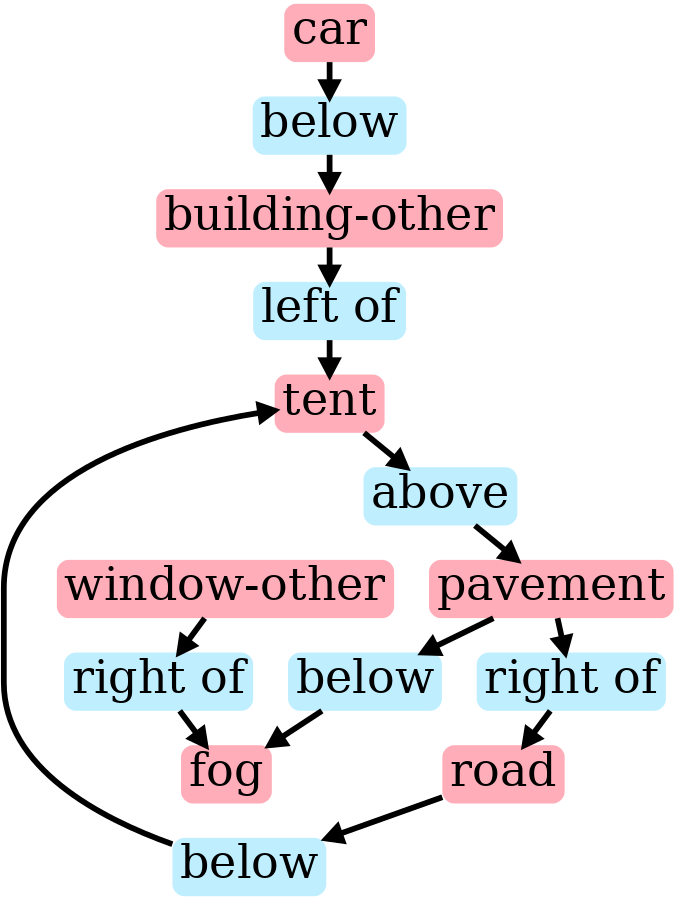 car
below
building-other
left of
tent
above
window-other
pavement
right of
below
right of
fog
road
below